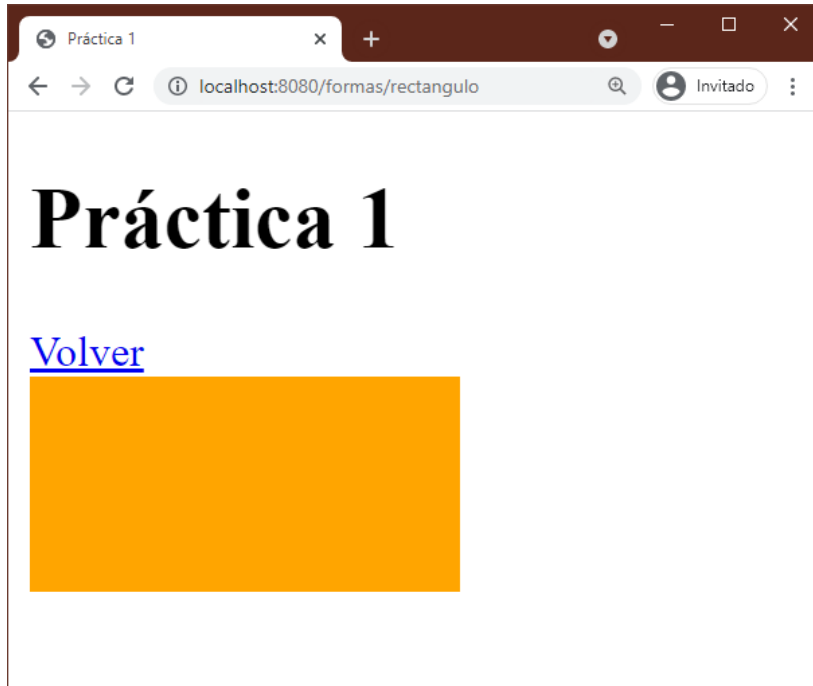 Práctica 1
localhost:8080/formas/rectangulo
Invitado
Práctica 1
Volver